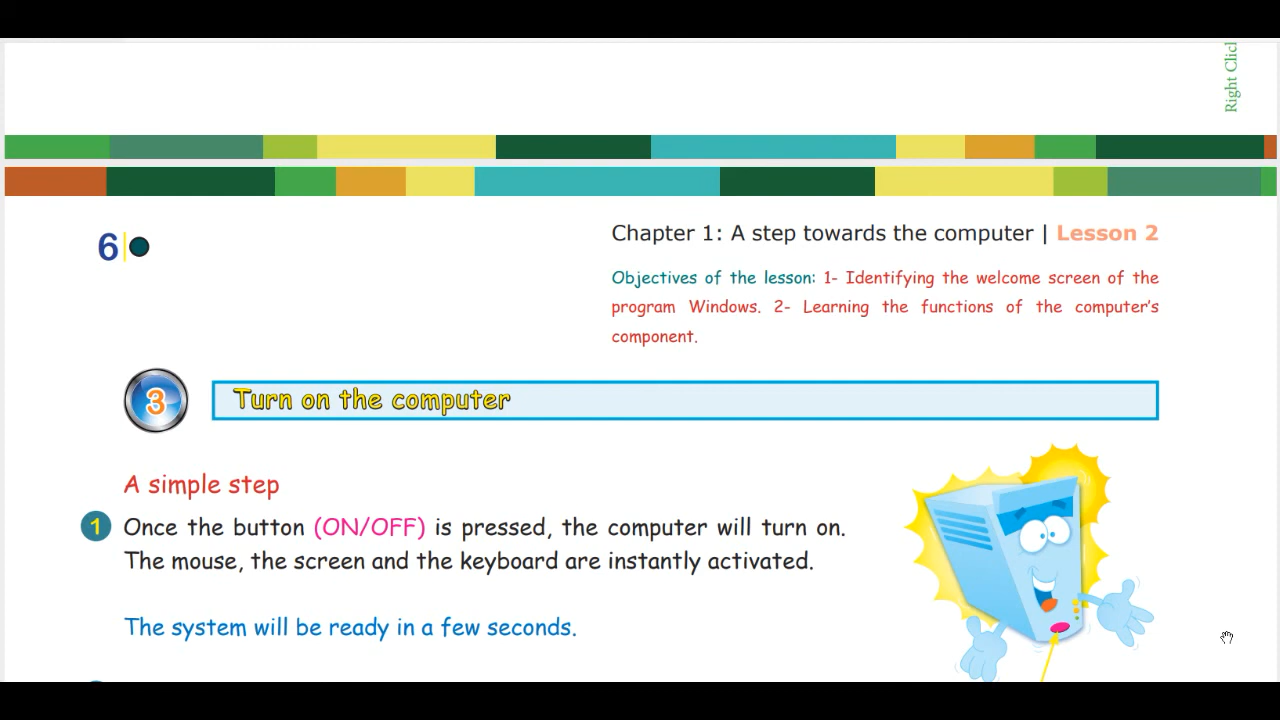 Right Clic
6
Chapter 1: A step towards the computer | Lesson 2
Objectives of the lesson: 1- Identifying the welcome screen of the
program Windows. 2- Learning the functions of the computer's
component.
3
Turn on the computer
A simple step
1 Once the button (ON/OFF) is pressed, the computer will turn on.
The mouse, the screen and the keyboard are instantly activated.
The system will be ready in a few seconds.